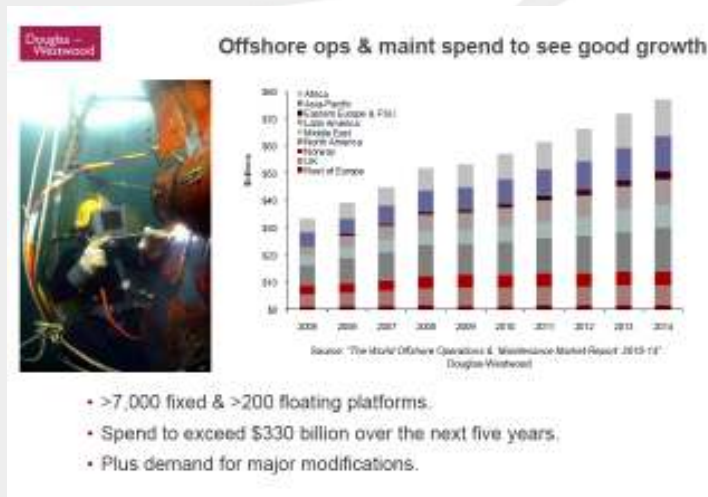 Douglas –
Westwood
Offshore ops & maint spend to see good growth
$80
$70
$60
$50
$40
$30
$20
$10
$0
Billions
Africa
Asia-Pacific
Eastern Europe & FSU
Latin America
Middle East
North America
Norway
UK
Rest of Europe
2005 2006 2007 2008 2009 2010 2011 2012 2013 2014
Source: "The World Offshore Operations & Maintenance Market Report 2010-14"
Douglas-Westwood
• >7,000 fixed & >200 floating platforms.
• Spend to exceed $330 billion over the next five years.
• Plus demand for major modifications.